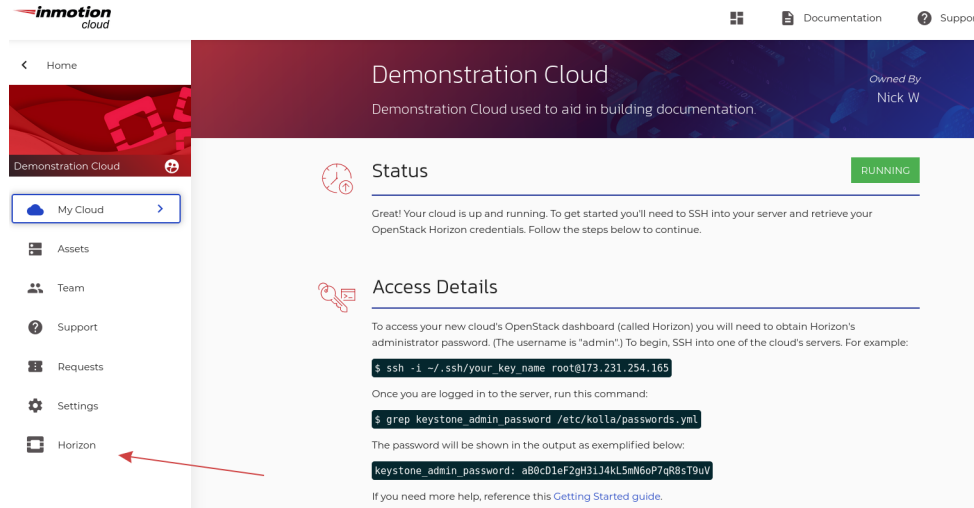 inmotion
cloud
Documentation
Suppor
Home
Demonstration Cloud
My Cloud
Assets
Team
Support
Requests
Settings
Horizon
Demonstration Cloud
Demonstration Cloud used to aid in building documentation.
Owned By
Nick W
Status
RUNNING
Great! Your cloud is up and running. To get started you'll need to SSH into your server and retrieve your
OpenStack Horizon credentials. Follow the steps below to continue.
Access Details
To access your new cloud's OpenStack dashboard (called Horizon) you will need to obtain Horizon's
administrator password. (The username is "admin".) To begin, SSH into one of the cloud's servers. For example:
$ ssh -i ~/.ssh/your_key_name root@173.231.254.165
Once you are logged in to the server, run this command:
$ grep keystone_admin_password /etc/kolla/passwords.yml
The password will be shown in the output as exemplified below:
keystone_admin_password: aB0cD1eF2gH3iJ4kL5mN6oP7qR8sT9uV
If you need more help, reference this Getting Started guide.